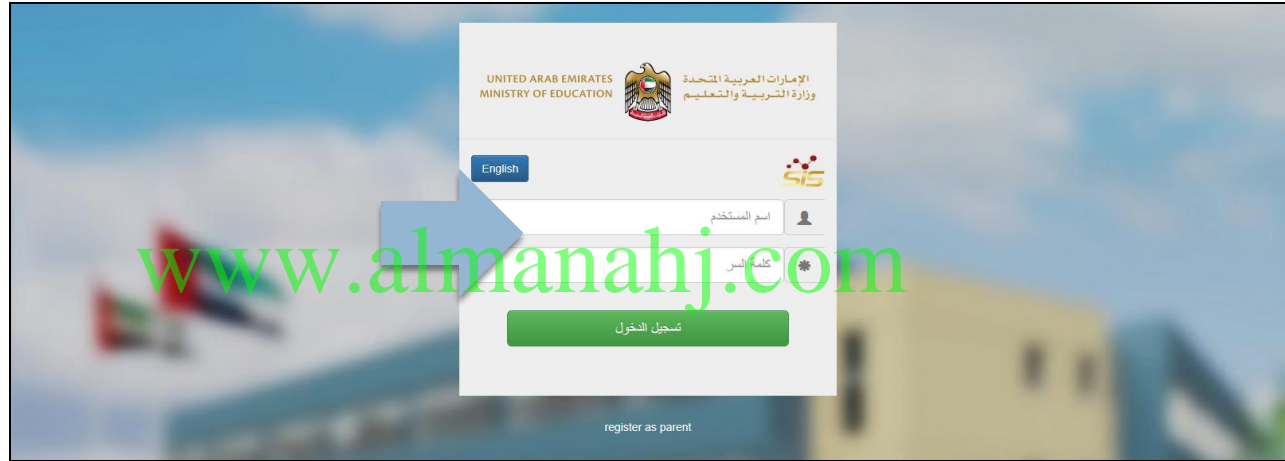 UNITED ARAB EMIRATES
MINISTRY OF EDUCATION
الإمارات العربية المتحدة
وزارة التربية والتعليم
English
SIS
اسم المستخدم
كلمة السر
www.almanahj.com
تسجيل الدخول
register as parent